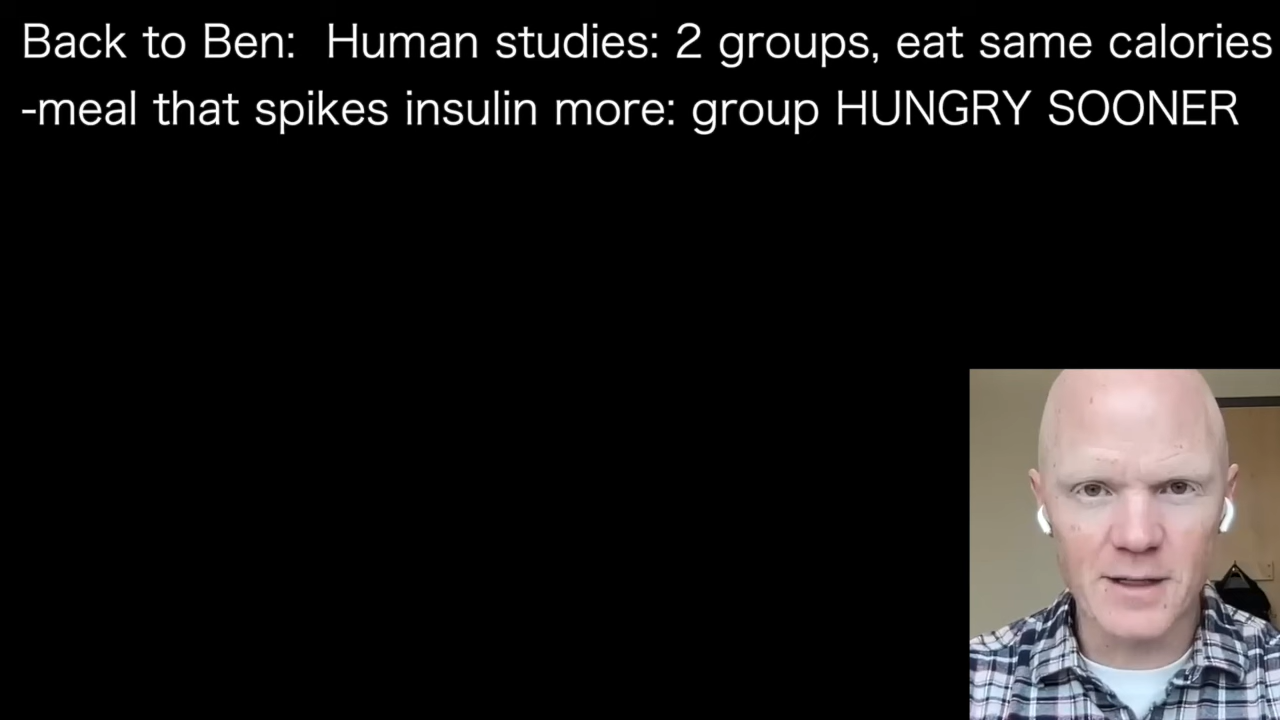 Back to Ben: Human studies: 2 groups, eat same calories
-meal that spikes insulin more: group HUNGRY SOONER